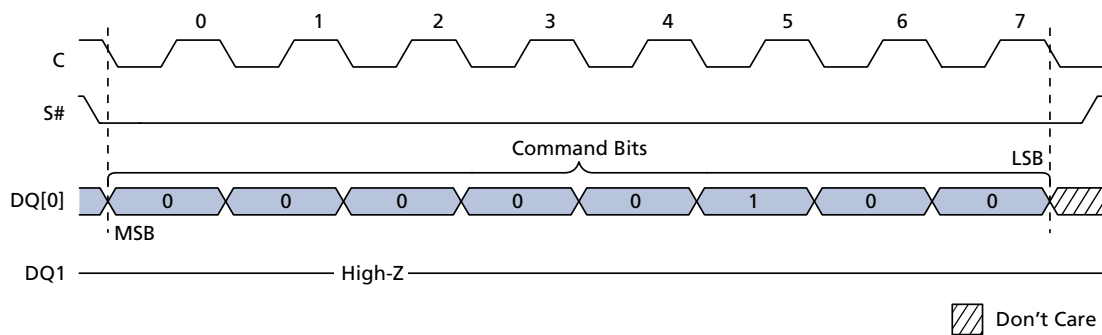 0 1 2 3 4 5 6 7
C
S#
Command Bits
LSB
DQ[0] 0 0 0 0 0 1 0 0
MSB
DQ1 High-Z
Don't Care